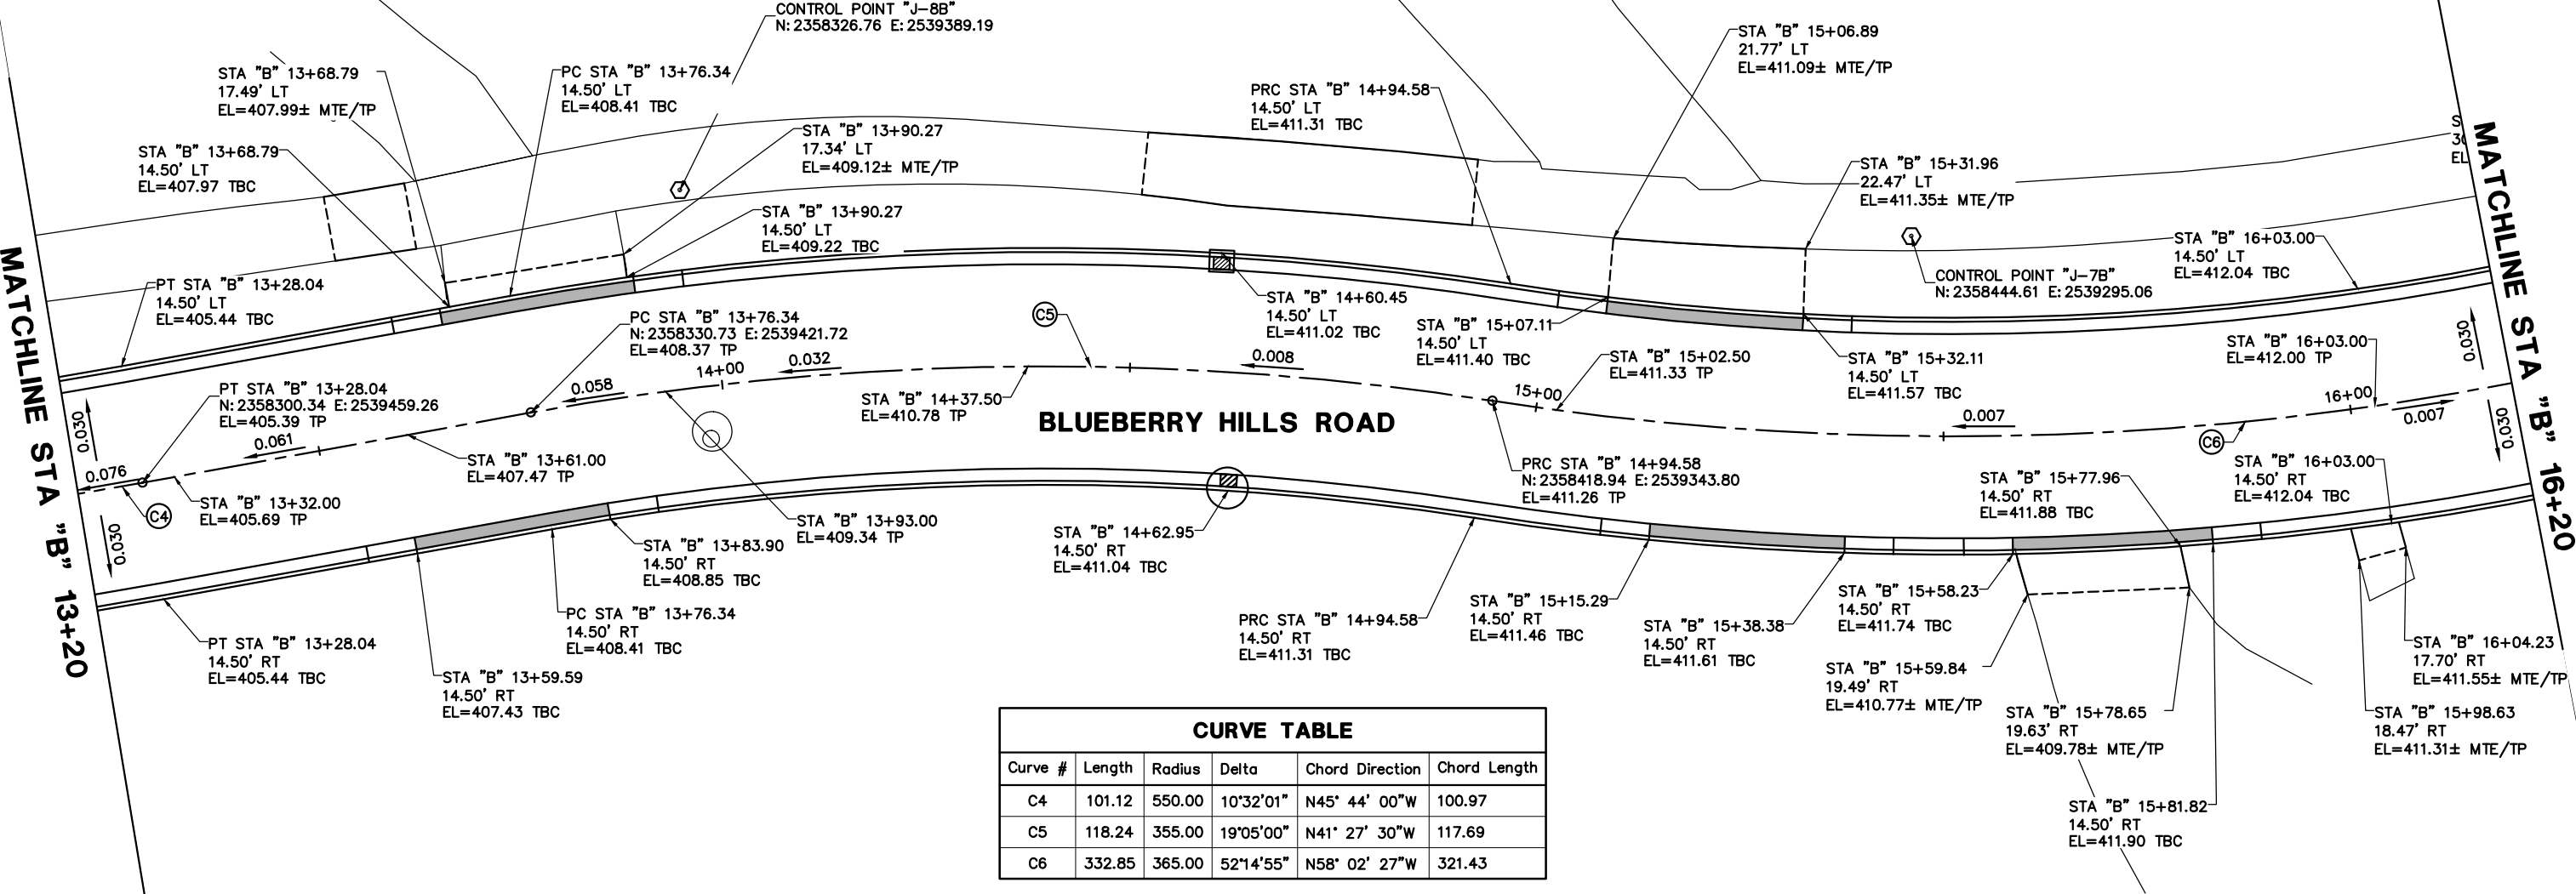 CONTROL POINT "J-8B"
N: 2358326.76 E: 2539389.19
STA "B" 13+68.79
17.49' LT
EL=407.99± MTE/TP
PC STA "B" 13+76.34
14.50' LT
EL=408.41 TBC
STA "B" 13+68.79
14.50' LT
EL=407.97 TBC
STA "B" 13+90.27
17.34' LT
EL=409.12± MTE/TP
STA "B" 13+90.27
14.50' LT
EL=409.22 TBC
PRC STA "B" 14+94.58
14.50' LT
EL=411.31 TBC
STA "B" 15+06.89
21.77' LT
EL=411.09± MTE/TP
STA "B" 15+31.96
22.47' LT
EL=411.35± MTE/TP
S
30
EL
MATCHLINE STA "B" 13+20
MATCHLINE STA "B" 16+20
PT STA "B" 13+28.04
14.50' LT
EL=405.44 TBC
PC STA "B" 13+76.34
N: 2358330.73 E: 2539421.72
EL=408.37 TP
C5
STA "B" 14+60.45
14.50' LT
EL=411.02 TBC
STA "B" 15+07.11
14.50' LT
EL=411.40 TBC
STA "B" 15+02.50
EL=411.33 TP
CONTROL POINT "J-7B"
N: 2358444.61 E: 2539295.06
STA "B" 16+03.00
14.50' LT
EL=412.04 TBC
STA "B" 15+32.11
14.50' LT
EL=411.57 TBC
STA "B" 16+03.00
EL=412.00 TP
0.030
0.030
PT STA "B" 13+28.04
N: 2358300.34 E: 2539459.26
EL=405.39 TP
0.076
0.061
0.058
14+00
0.032
0.008
15+00
0.007
16+00
0.007
STA "B" 14+37.50
EL=410.78 TP
BLUEBERRY HILLS ROAD
C4
STA "B" 13+32.00
EL=405.69 TP
STA "B" 13+61.00
EL=407.47 TP
STA "B" 13+93.00
EL=409.34 TP
PRC STA "B" 14+94.58
N: 2358418.94 E: 2539343.80
EL=411.26 TP
C6
0.030
0.030
STA "B" 15+77.96
14.50' RT
EL=411.88 TBC
STA "B" 16+03.00
14.50' RT
EL=412.04 TBC
STA "B" 13+83.90
14.50' RT
EL=408.85 TBC
STA "B" 14+62.95
14.50' RT
EL=411.04 TBC
PC STA "B" 13+76.34
14.50' RT
EL=408.41 TBC
PT STA "B" 13+28.04
14.50' RT
EL=405.44 TBC
STA "B" 13+59.59
14.50' RT
EL=407.43 TBC
PRC STA "B" 14+94.58
14.50' RT
EL=411.31 TBC
STA "B" 15+15.29
14.50' RT
EL=411.46 TBC
STA "B" 15+38.38
14.50' RT
EL=411.61 TBC
STA "B" 15+58.23
14.50' RT
EL=411.74 TBC
STA "B" 15+59.84
19.49' RT
EL=410.77± MTE/TP
STA "B" 15+78.65
19.63' RT
EL=409.78± MTE/TP
STA "B" 15+81.82
14.50' RT
EL=411.90 TBC
STA "B" 16+04.23
17.70' RT
EL=411.55± MTE/TP
STA "B" 15+98.63
18.47' RT
EL=411.31± MTE/TP
CURVE TABLE
Curve # Length Radius Delta Chord Direction Chord Length
C4 101.12 550.00 10°32'01" N45° 44' 00"W 100.97
C5 118.24 355.00 19°05'00" N41° 27' 30"W 117.69
C6 332.85 365.00 52°14'55" N58° 02' 27"W 321.43